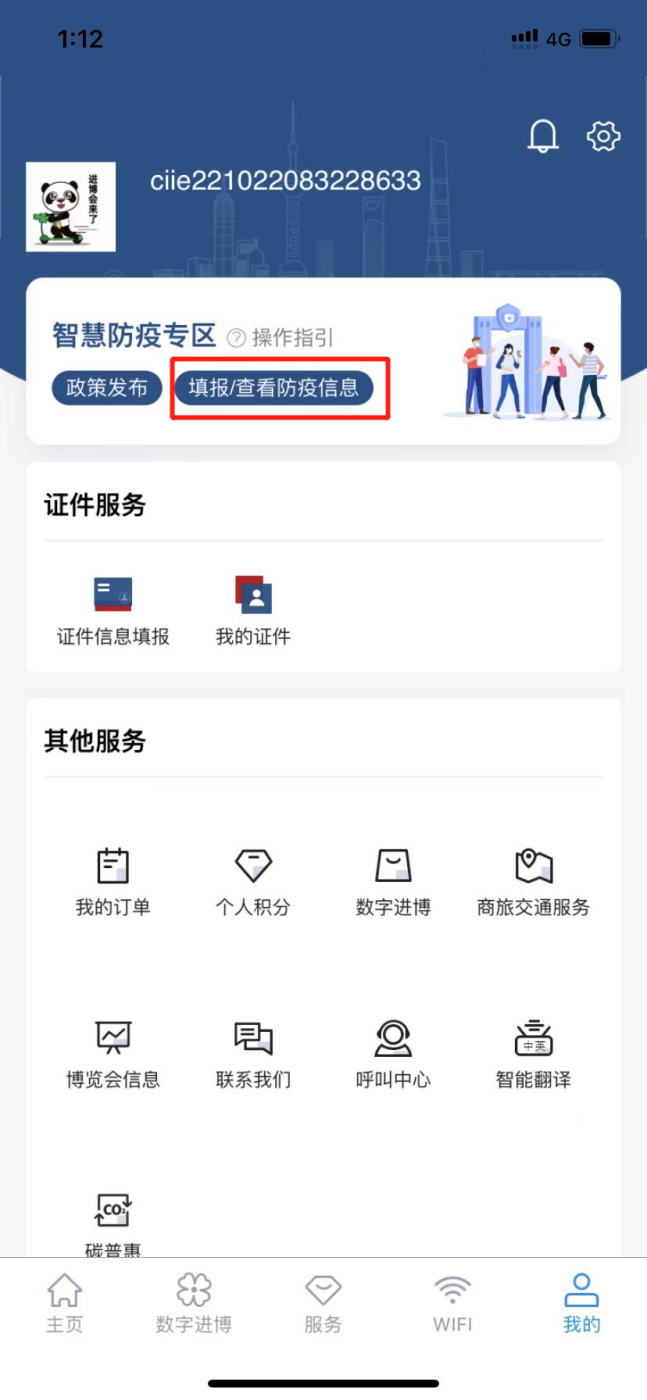 1:12
4G
进博会来了
ciie221022083228633
智慧防疫专区 ? 操作指引
政策发布 填报/查看防疫信息
证件服务
证件信息填报 我的证件
其他服务
我的订单 个人积分 数字进博 商旅交通服务
中英
博览会信息 联系我们 呼叫中心 智能翻译
CO2
碳普惠
主页 数字进博 服务 WIFI 我的